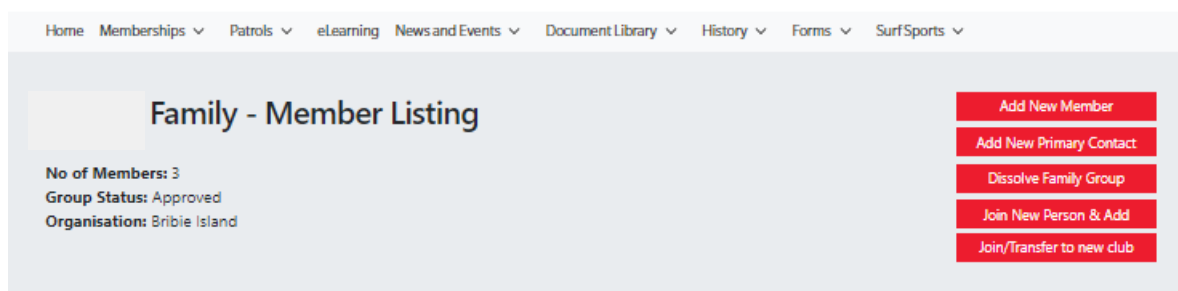 Home Memberships Patrols eLearning News and Events Document Library History Forms Surf Sports
Family - Member Listing
No of Members: 3
Group Status: Approved
Organisation: Bribie Island
Add New Member
Add New Primary Contact
Dissolve Family Group
Join New Person & Add
Join/Transfer to new club